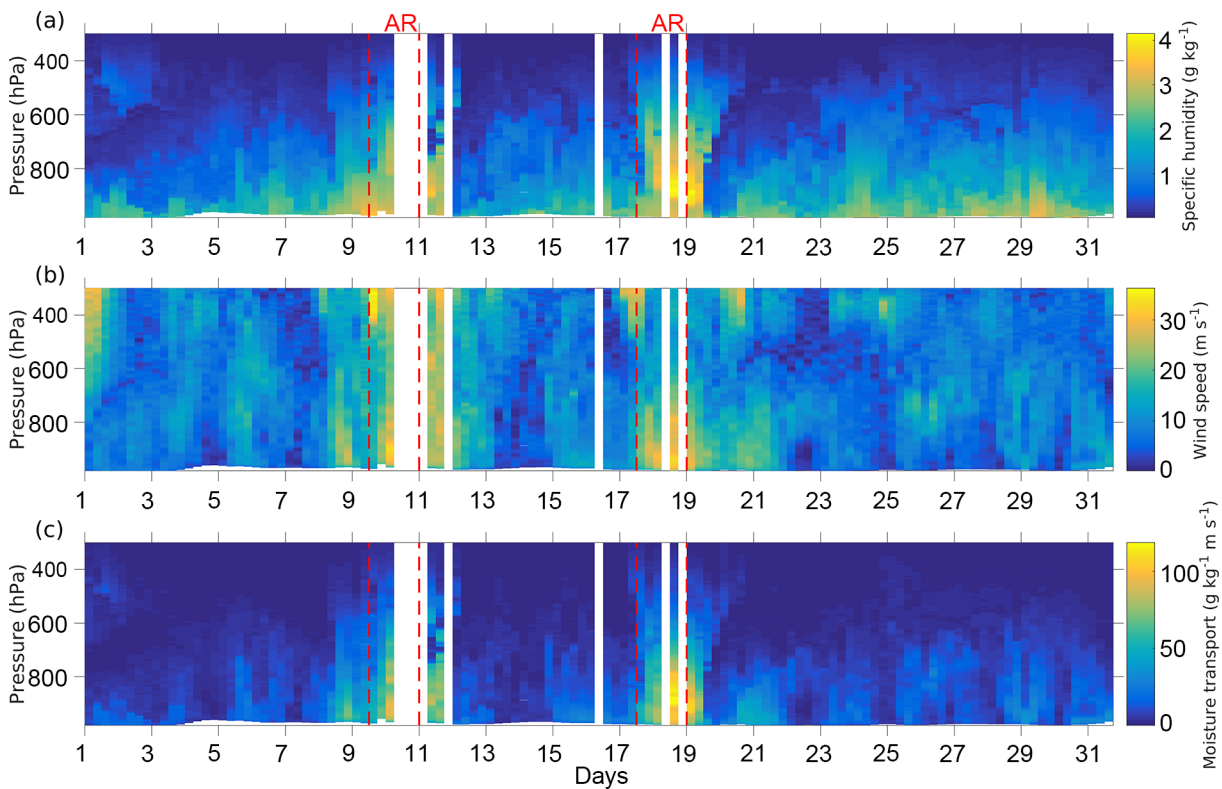 (a)
AR AR
Pressure (hPa)
400
600
800
1 3 5 7 9 11 13 15 17 19 21 23 25 27 29 31
4
3
2
1
Specific humidity (g kg⁻¹)
(b)
Pressure (hPa)
400
600
800
1 3 5 7 9 11 13 15 17 19 21 23 25 27 29 31
30
20
10
0
Wind speed (m s⁻¹)
(c)
Pressure (hPa)
400
600
800
1 3 5 7 9 11 13 15 17 19 21 23 25 27 29 31
Days
100
50
0
Moisture transport (g kg⁻¹ m s⁻¹)